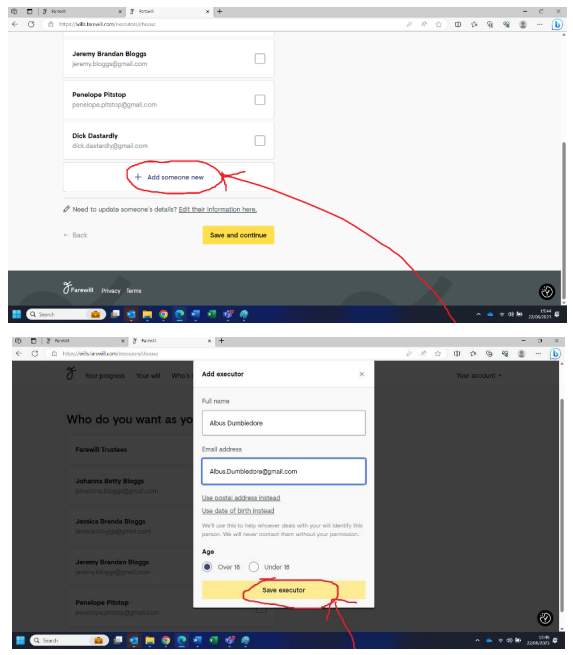 Farewill
Farewill
https://wills.farewill.com/executors/choose
Jeremy Brandan Bloggs
jeremy.bloggs@gmail.com
Penelope Pitstop
penelope.pitstop@gmail.com
Dick Dastardly
dick.dastardly@gmail.com
+ Add someone new
Need to update someone's details? Edit their information here.
← Back
Save and continue
Farewill Privacy Terms
Search
15:44
22/08/2023
Farewill
Farewill
https://wills.farewill.com/executors/choose
Your progress Your will Who's
Your account
Who do you want as yo
Farewill Trustees
Johanna Betty Bloggs
johanna.bloggs@gmail.com
Jessica Brenda Bloggs
jessica.bloggs@gmail.com
Jeremy Brandan Bloggs
jeremy.bloggs@gmail.com
Penelope Pitstop
penelope.pitstop@gmail.com
Add executor
×
Full name
Albus Dumbledore
Email address
Albus.Dumbledore@gmail.com
Use postal address instead
Use date of birth instead
We'll use this to help whoever deals with your will identify this
person. We will never contact them without your permission.
Age
Over 18
Under 18
Save executor
Search
15:46
22/08/2023